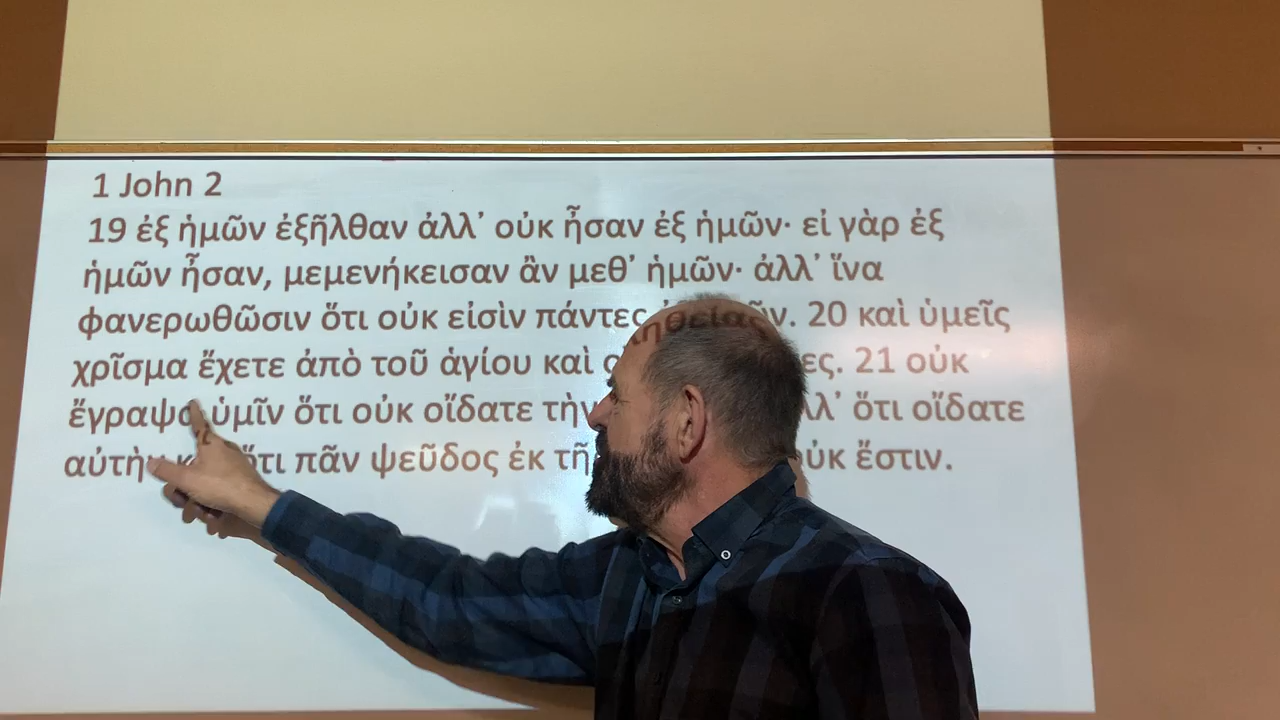 1 John 2
19 ἐξ ἡμῶν ἐξῆλθαν ἀλλ᾽ οὐκ ἦσαν ἐξ ἡμῶν· εἰ γὰρ ἐξ
ἡμῶν ἦσαν, μεμενήκεισαν ἂν μεθ᾽ ἡμῶν· ἀλλ᾽ ἵνα
φανερωθῶσιν ὅτι οὐκ εἰσὶν πάντες 20 καὶ ὑμεῖς
χρῖσμα ἔχετε ἀπὸ τοῦ ἁγίου καὶ 21 οὐκ
ἔγραψα ὑμῖν ὅτι οὐκ οἴδατε τὴν ὅτι οἴδατε
αὐτὴν καὶ ὅτι πᾶν ψεῦδος ἐκ τῆς οὐκ ἔστιν.